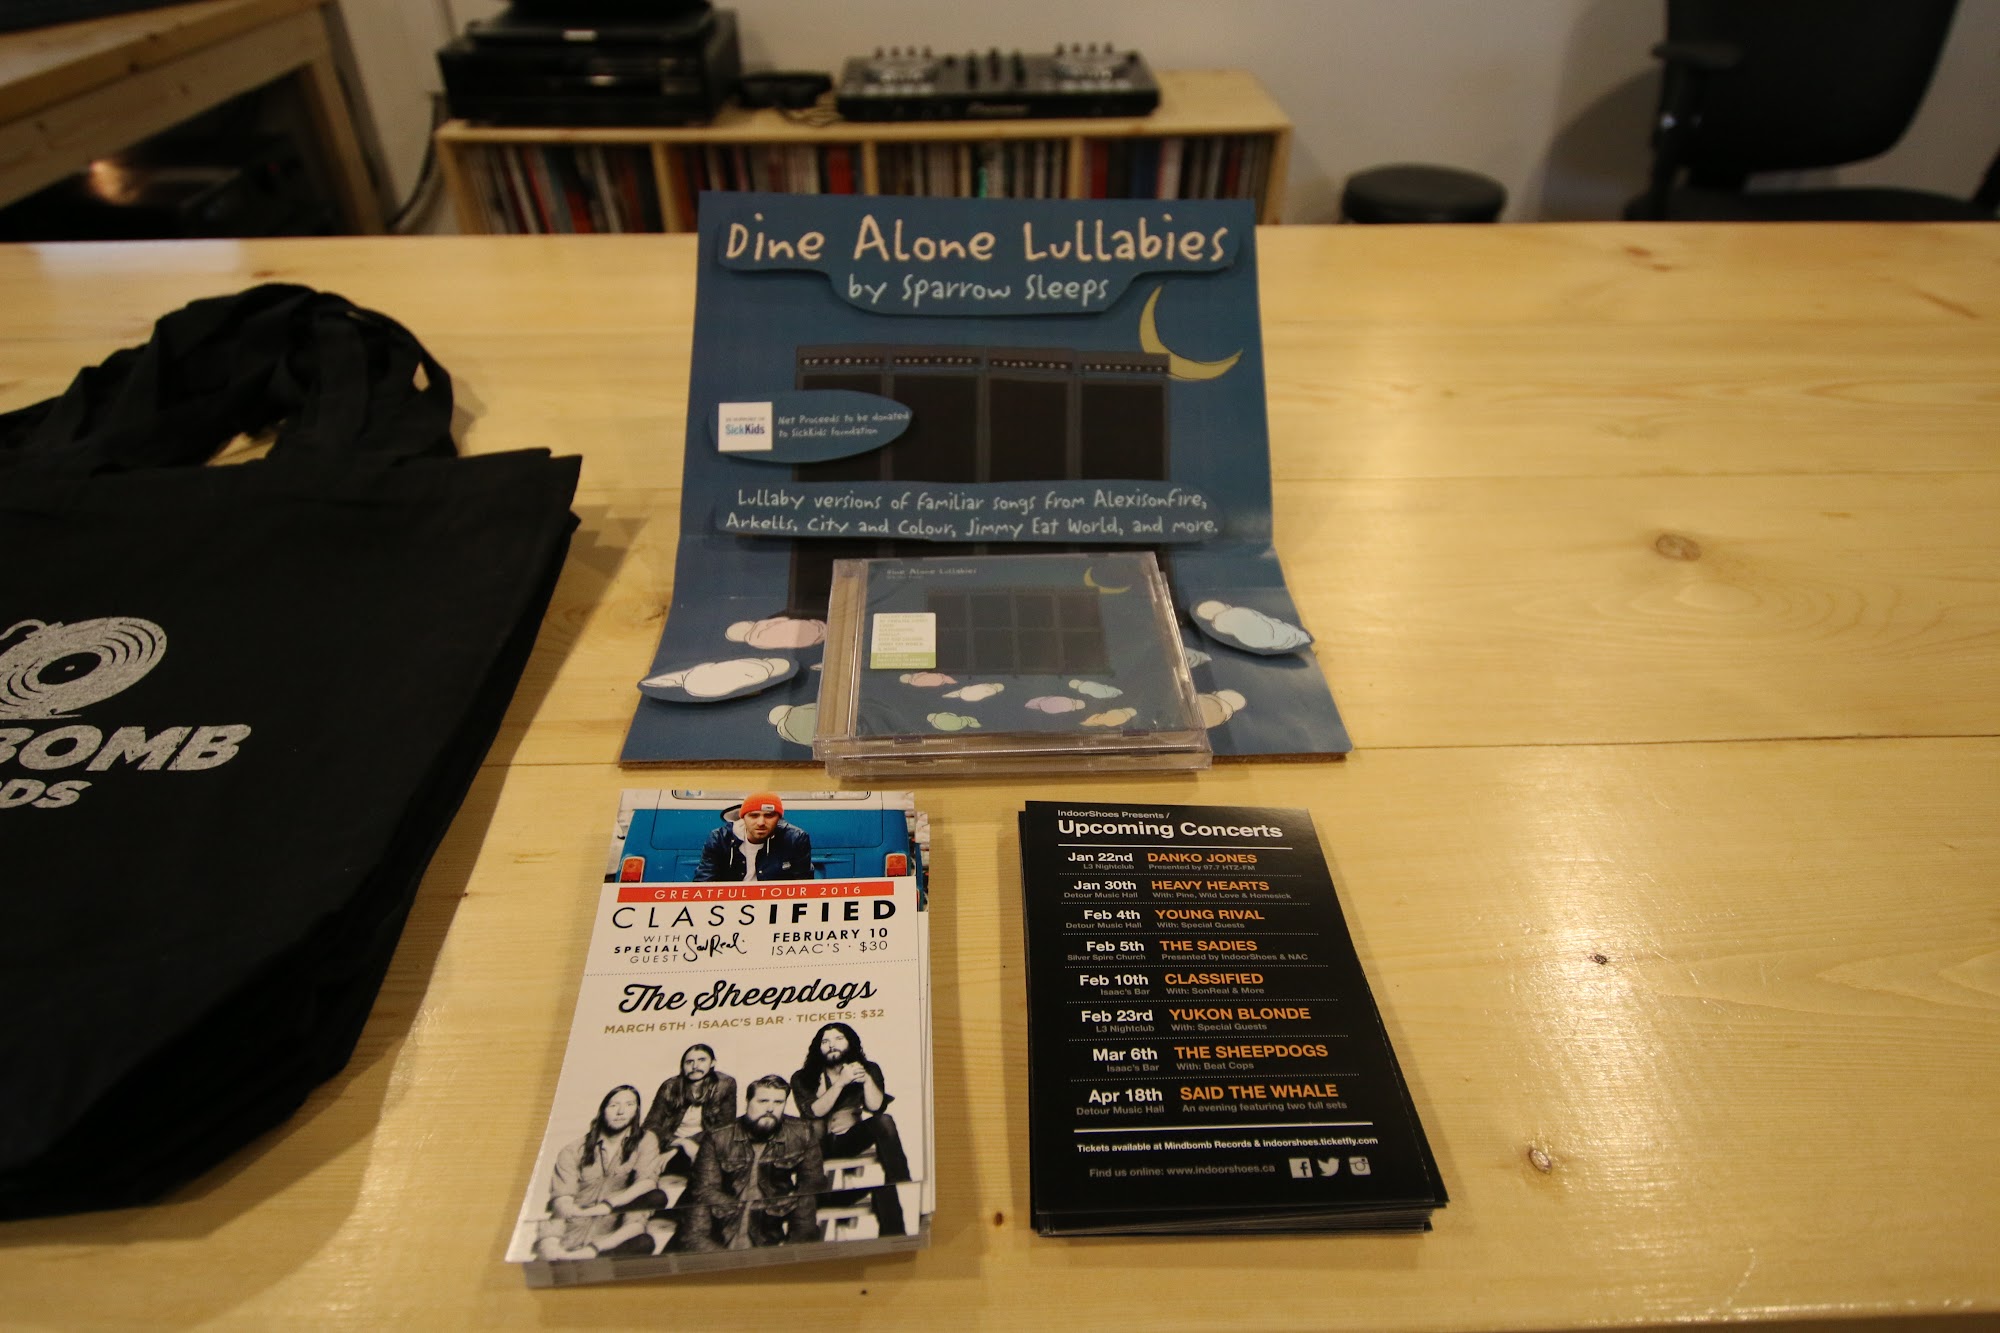 Pioneer
Dine Alone Lullabies
by Sparrow Sleeps
IN SUPPORT OF
SickKids
Net Proceeds to be donated
to SickKids foundation
Lullaby versions of familiar songs from Alexisonfire,
Arkells, City and Colour, Jimmy Eat World, and more.
Dine Alone Lullabies
BOMB
GREATFUL TOUR 2016
CLASSIFIED
WITH
SPECIAL
GUEST
SonReal
FEBRUARY 10
ISAAC'S · $30
The Sheepdogs
MARCH 6TH · ISAAC'S BAR · TICKETS: $32
IndoorShoes Presents /
Upcoming Concerts
Jan 22nd DANKO JONES
L3 Nightclub Presented by 97.7 HTZ-FM
Jan 30th HEAVY HEARTS
Detour Music Hall With: Pine, Wild Love & Homesick
Feb 4th YOUNG RIVAL
Detour Music Hall With: Special Guests
Feb 5th THE SADIES
Silver Spire Church Presented by IndoorShoes & NAC
Feb 10th CLASSIFIED
Isaac's Bar With: SonReal & More
Feb 23rd YUKON BLONDE
L3 Nightclub With: Special Guests
Mar 6th THE SHEEPDOGS
Isaac's Bar With: Beat Cops
Apr 18th SAID THE WHALE
Detour Music Hall An evening featuring two full sets
Tickets available at Mindbomb Records & indoorshoes.ticketfly.com
Find us online: www.indoorshoes.ca